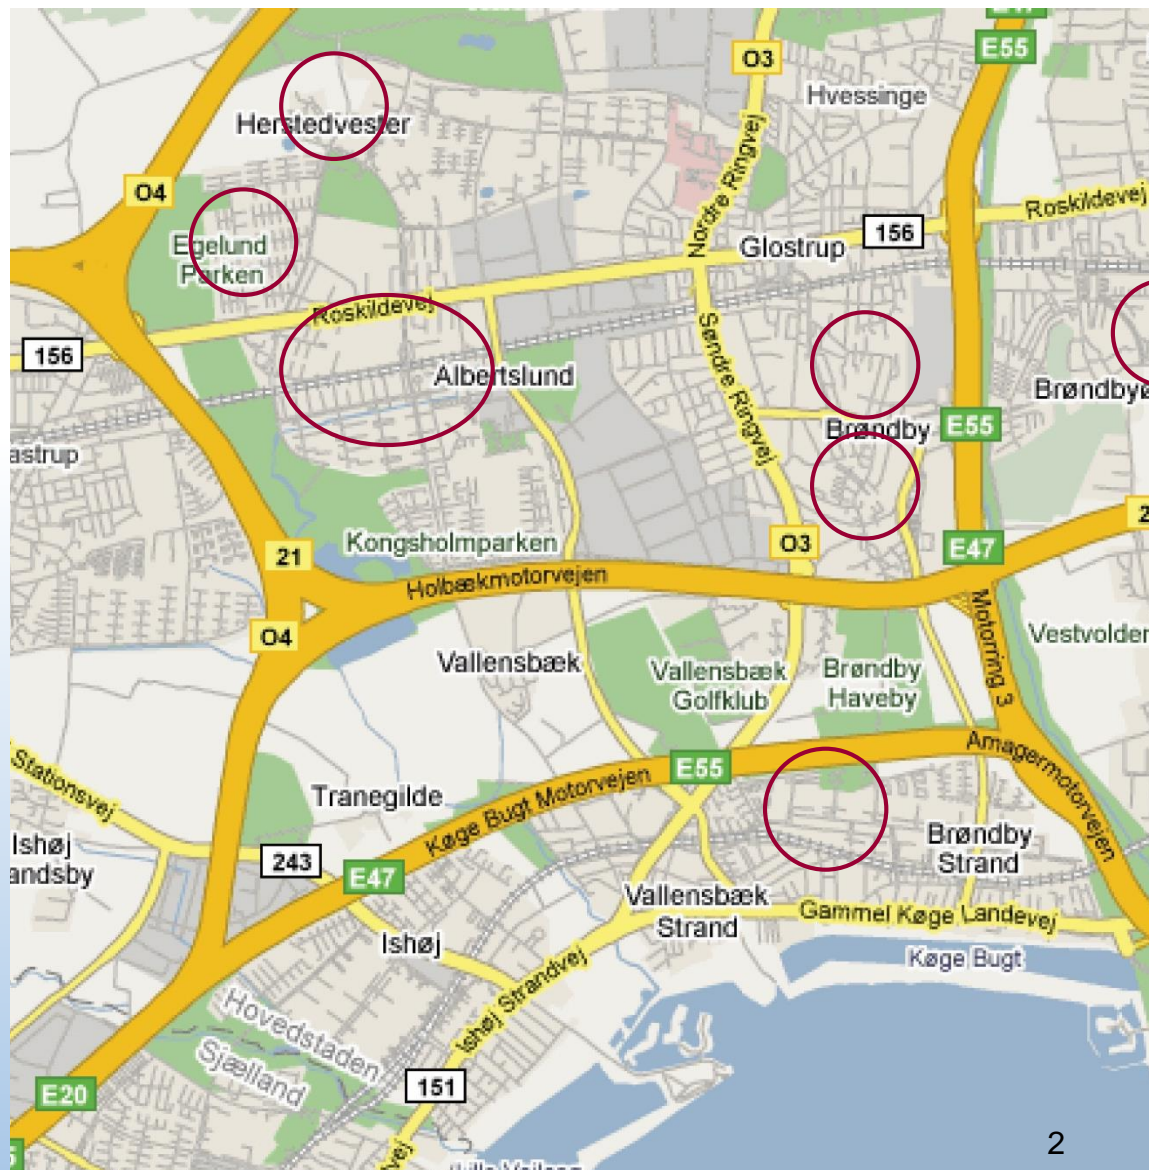 E47
E55
O3
Hvessinge
Herstedvester
O4
Nordre Ringvej
Roskildevej
156
Glostrup
Egelund
Parken
Roskildevej
156
Søndre Ringvej
Albertslund
Brøndbyø
Brøndby
E55
astrup
21
Kongsholmparken
O3
E47
2
Holbækmotorvejen
O4
Motorring 3
Vestvolden
Vallensbæk
Vallensbæk
Golfklub
Brøndby
Haveby
Stationsvej
E55
Amagermotorvejen
Tranegilde
Køge Bugt Motorvejen
Ishøj
andsby
243
E47
Brøndby
Strand
Vallensbæk
Strand
Gammel Køge Landevej
Ishøj
Køge Bugt
Ishøj Strandvej
Hovedstaden
Sjælland
151
E20
2